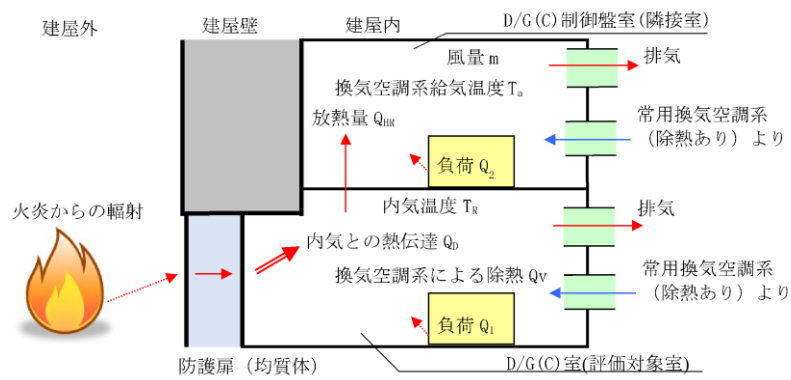 建屋外
建屋壁
建屋内
D/G(C)制御盤室(隣接室)
風量 m
排気
換気空調系給気温度 Ta
放熱量 QHR
常用換気空調系
（除熱あり）より
負荷 Q2
内気温度 TR
火炎からの輻射
排気
内気との熱伝達 QD
換気空調系による除熱 Qv
常用換気空調系
（除熱あり）より
負荷 Q1
防護扉（均質体）
D/G(C)室(評価対象室)